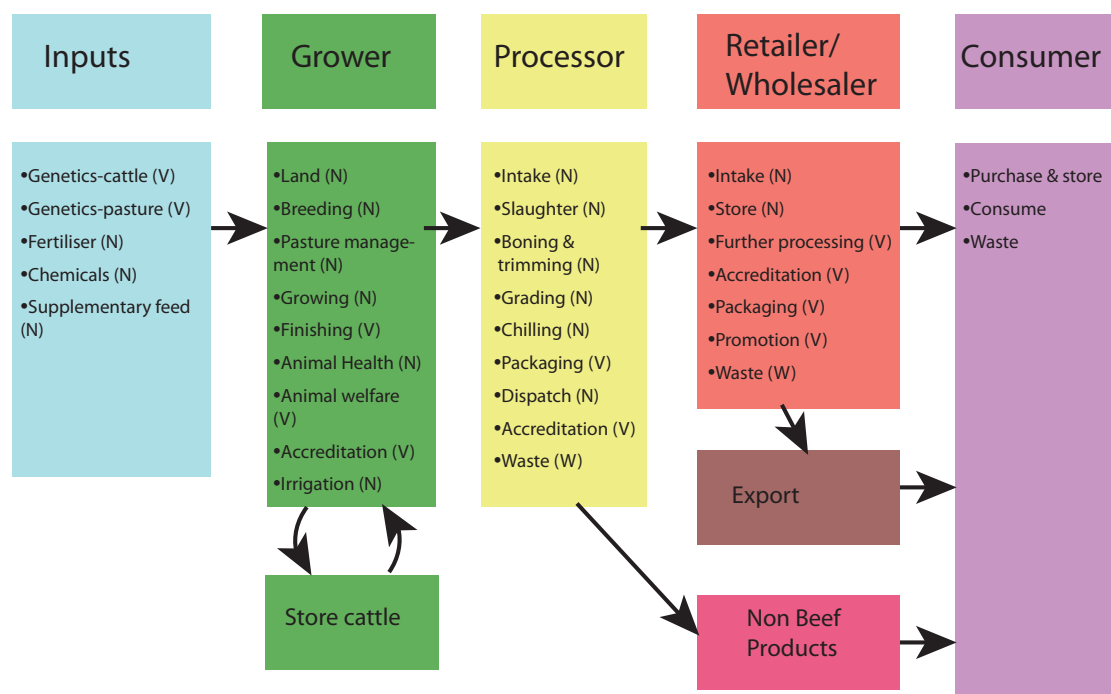 Inputs
Grower
Processor
Retailer/
Wholesaler
Consumer
•Genetics-cattle (V)
•Genetics-pasture (V)
•Fertiliser (N)
•Chemicals (N)
•Supplementary feed
(N)
•Land (N)
•Breeding (N)
•Pasture manage-
ment (N)
•Growing (N)
•Finishing (V)
•Animal Health (N)
•Animal welfare
(V)
•Accreditation (V)
•Irrigation (N)
Store cattle
•Intake (N)
•Slaughter (N)
•Boning &
trimming (N)
•Grading (N)
•Chilling (N)
•Packaging (V)
•Dispatch (N)
•Accreditation (V)
•Waste (W)
•Intake (N)
•Store (N)
•Further processing (V)
•Accreditation (V)
•Packaging (V)
•Promotion (V)
•Waste (W)
Export
Non Beef
Products
•Purchase & store
•Consume
•Waste